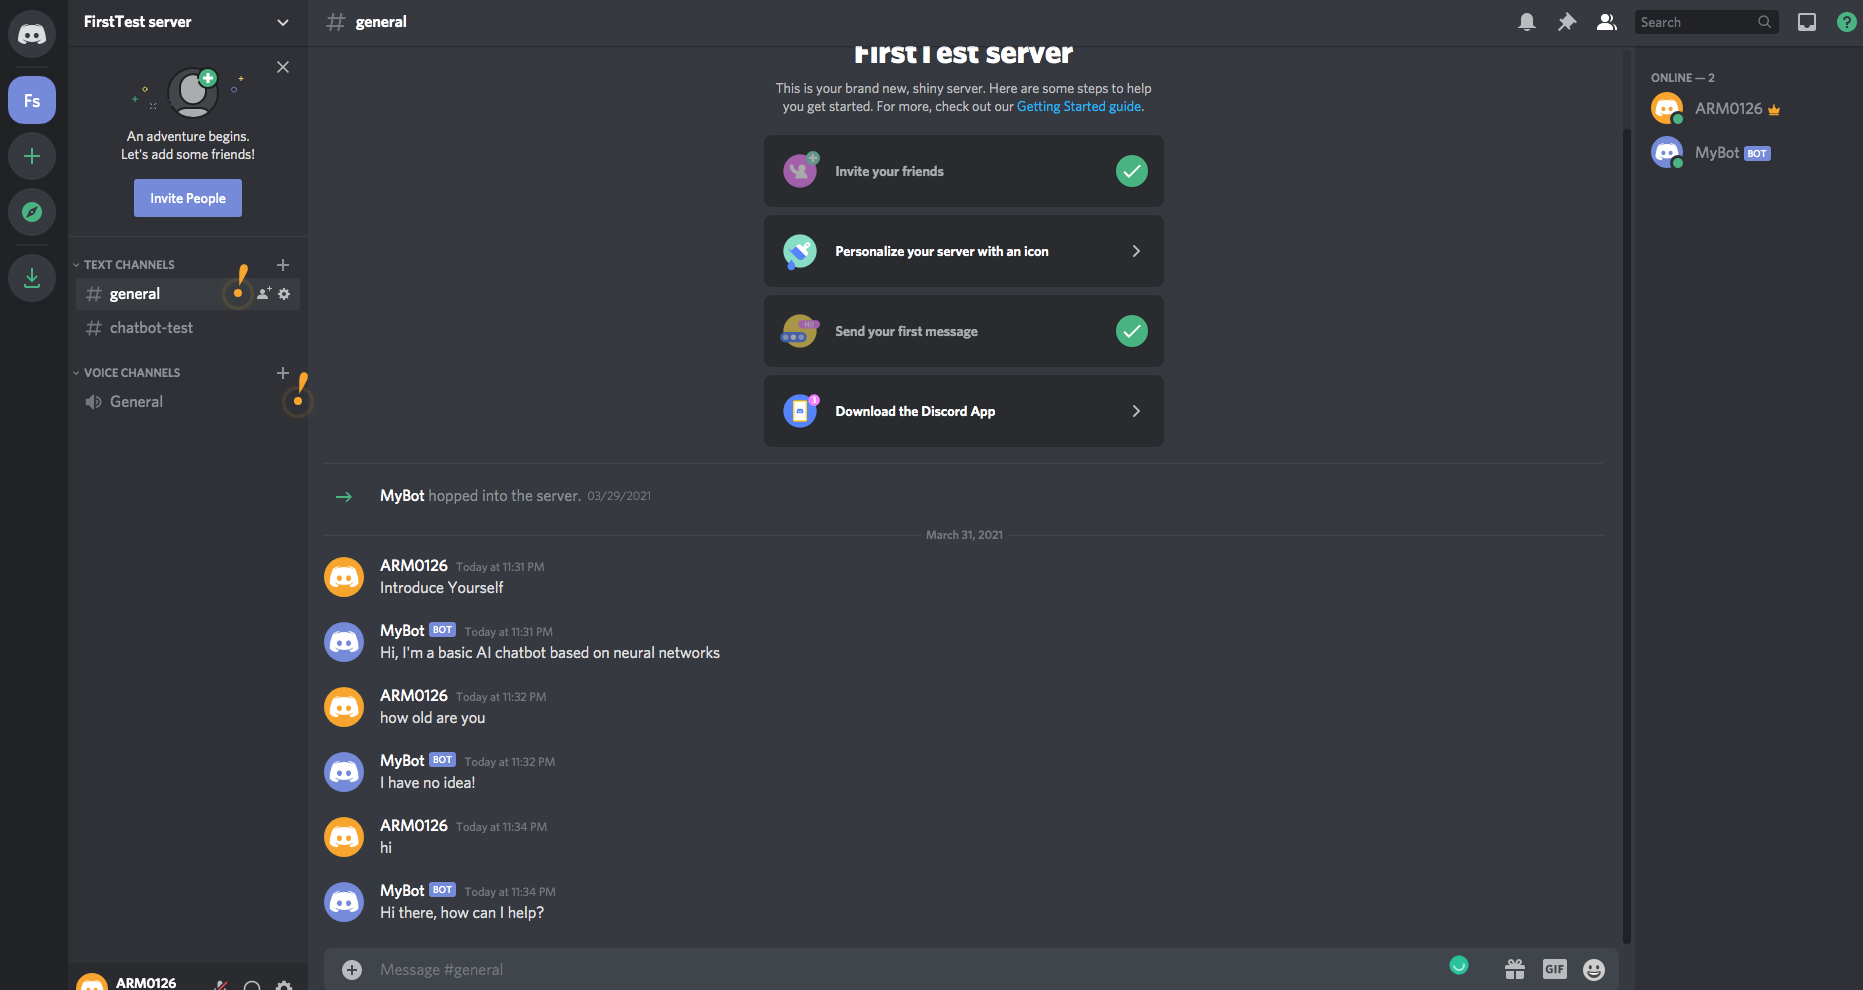 FirstTest server
Fs
An adventure begins.
Let's add some friends!
Invite People
TEXT CHANNELS
general
chatbot-test
VOICE CHANNELS
General
ARM0126
# general
Search
?
FirstTest server
This is your brand new, shiny server. Here are some steps to help
you get started. For more, check out our Getting Started guide.
Invite your friends
Personalize your server with an icon
HI!
Send your first message
1
Download the Discord App
MyBot hopped into the server. 03/29/2021
March 31, 2021
ARM0126 Today at 11:31 PM
Introduce Yourself
MyBot BOT Today at 11:31 PM
Hi, I'm a basic AI chatbot based on neural networks
ARM0126 Today at 11:32 PM
how old are you
MyBot BOT Today at 11:32 PM
I have no idea!
ARM0126 Today at 11:34 PM
hi
MyBot BOT Today at 11:34 PM
Hi there, how can I help?
Message #general
GIF
ONLINE — 2
ARM0126
MyBot BOT